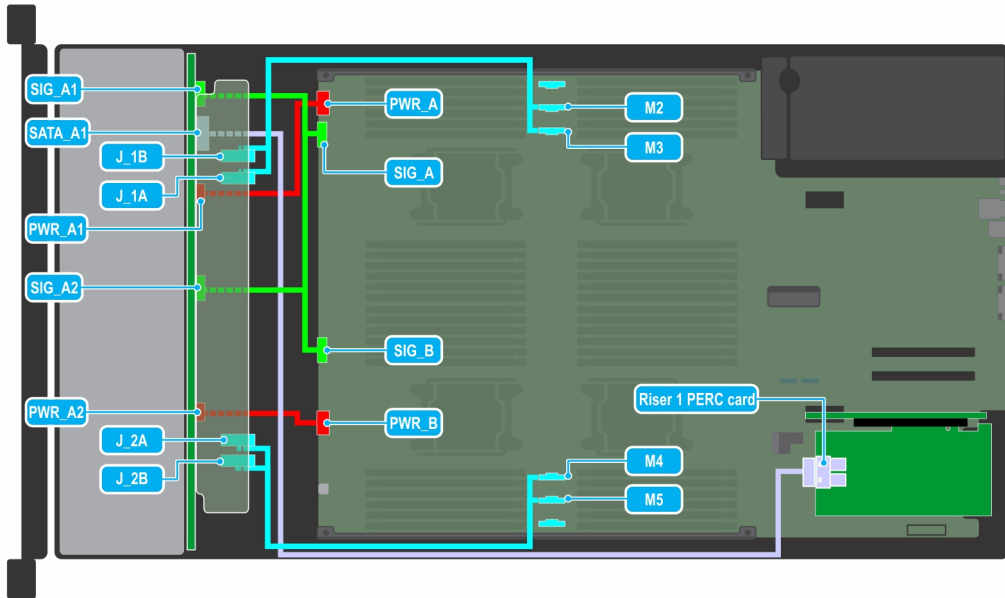 SIG_A1
SATA_A1
J_1B
J_1A
PWR_A1
SIG_A2
PWR_A2
J_2A
J_2B
PWR_A
SIG_A
SIG_B
PWR_B
M2
M3
Riser 1 PERC card
M4
M5